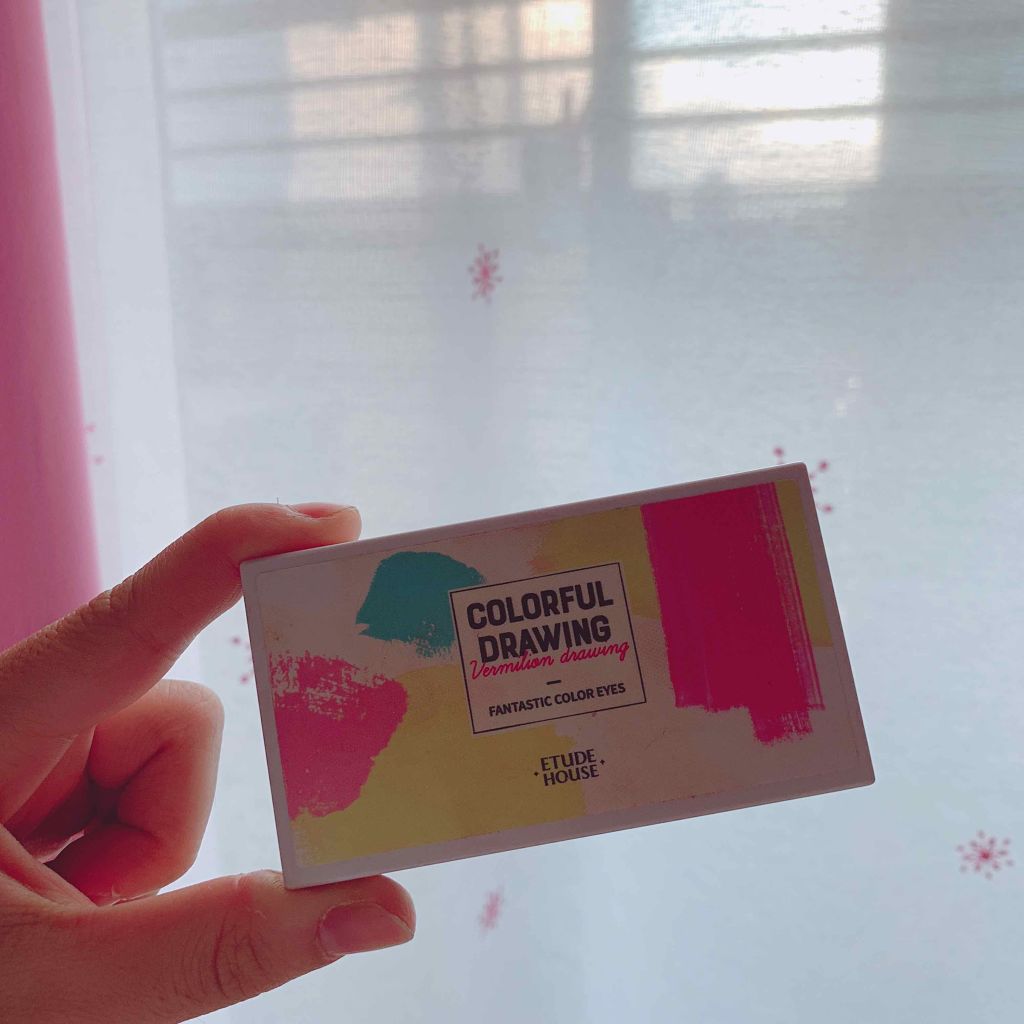 COLORFUL
DRAWING
Vermilion drawing
FANTASTIC COLOR EYES
ETUDE
HOUSE